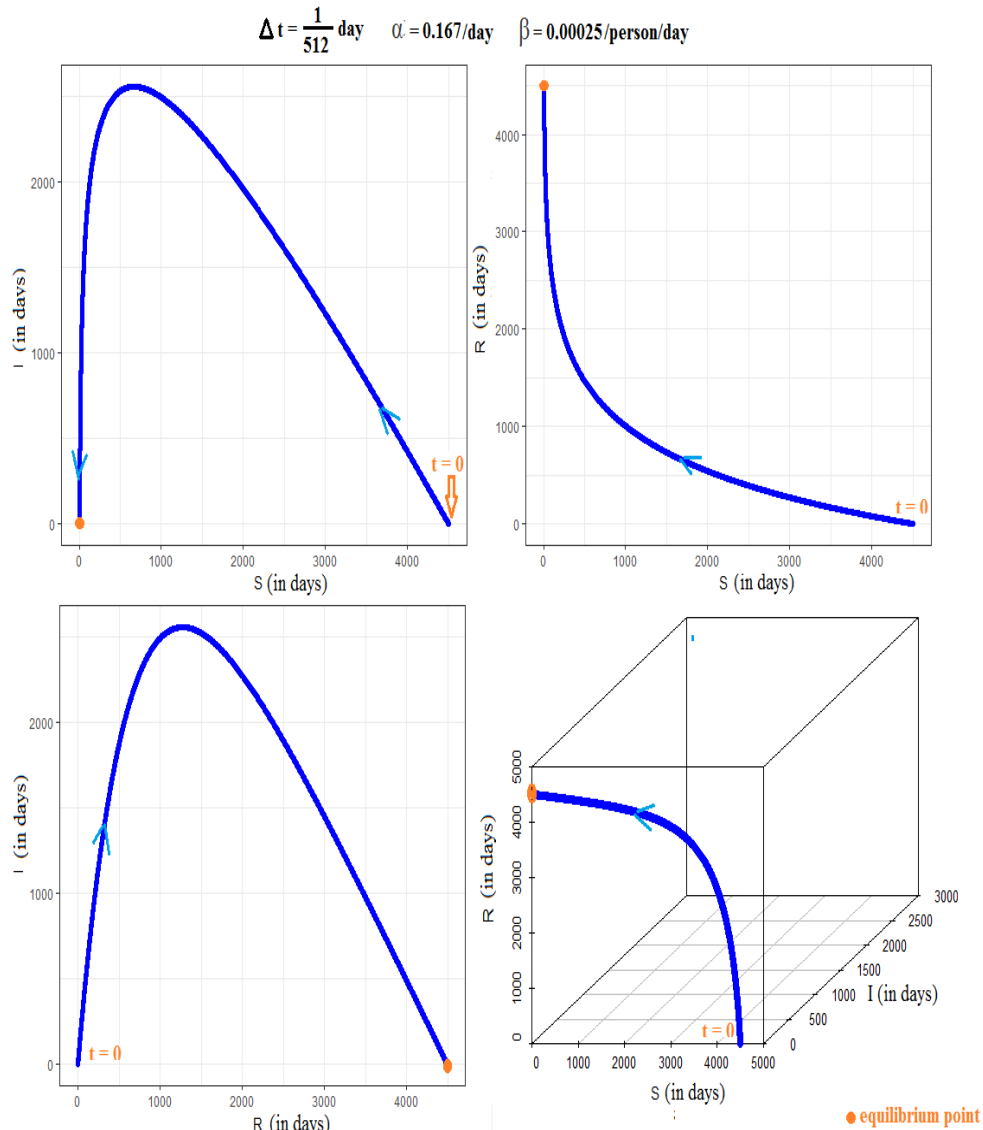 Δ t = 1/512 day α = 0.167/day β = 0.00025/person/day
2000
1000
0
I (in days)
t = 0
0 1000 2000 3000 4000
S (in days)
4000
3000
2000
1000
0
R (in days)
t = 0
0 1000 2000 3000 4000
S (in days)
2000
1000
0
I (in days)
t = 0
0 1000 2000 3000 4000
R (in days)
5000
4000
3000
2000
1000
0
R (in days)
t = 0
0 1000 2000 3000 4000 5000
S (in days)
3000
2500
2000
1500
1000
500
0
I (in days)
equilibrium point